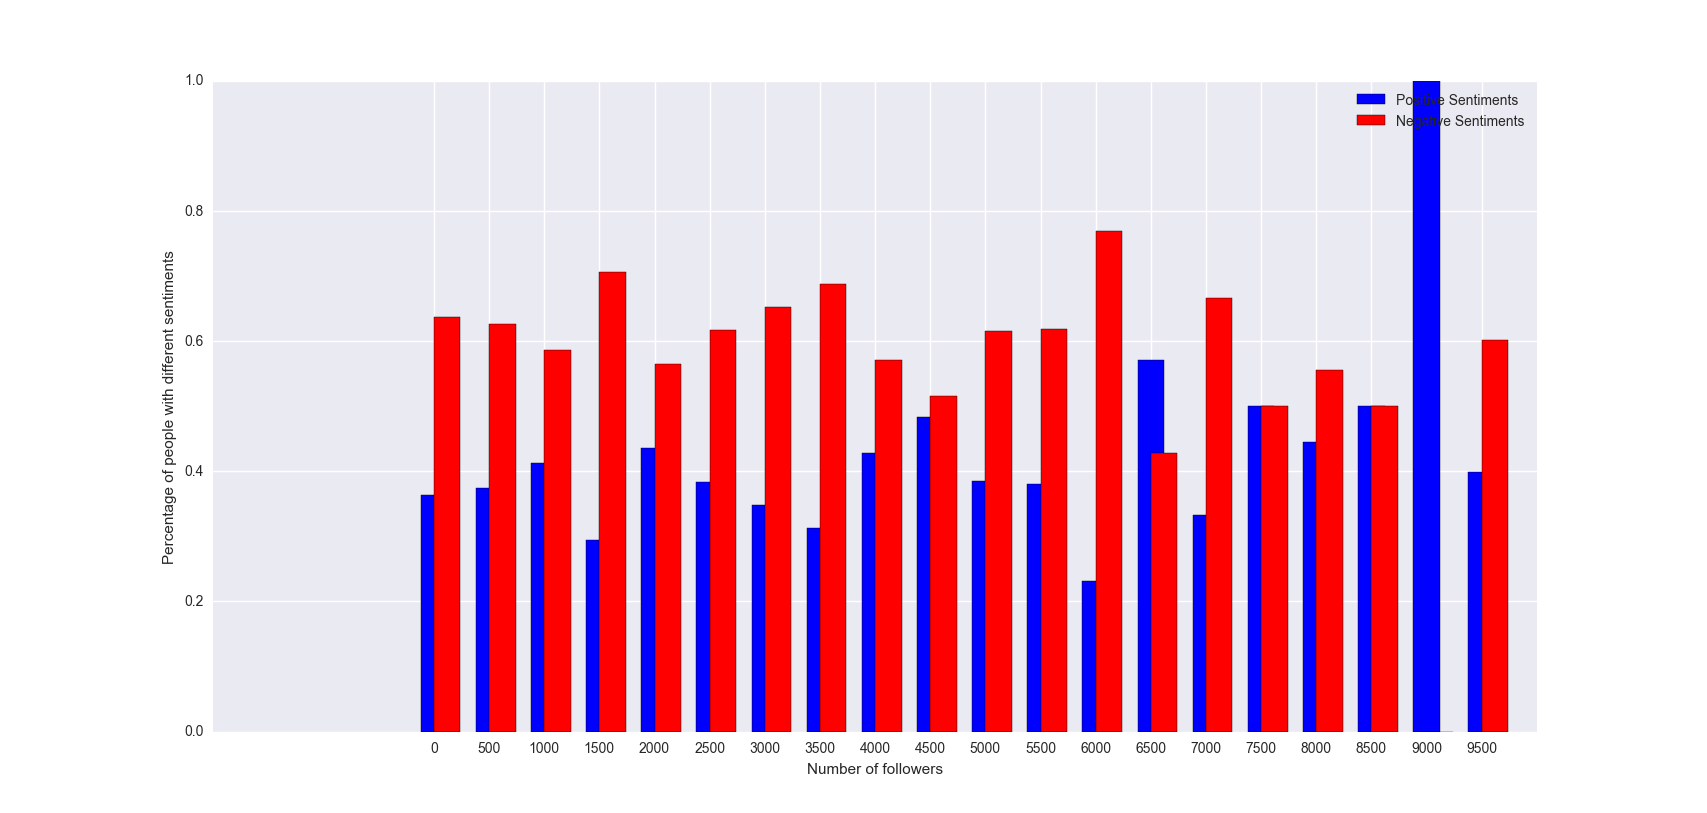 1.0
0.8
0.6
0.4
0.2
0.0
Percentage of people with different sentiments
Positive Sentiments
Negative Sentiments
0 500 1000 1500 2000 2500 3000 3500 4000 4500 5000 5500 6000 6500 7000 7500 8000 8500 9000 9500
Number of followers